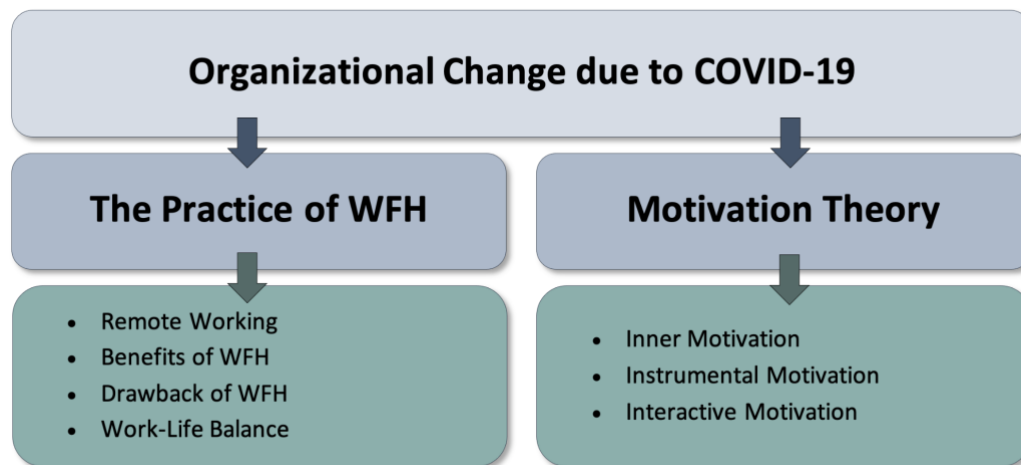 Organizational Change due to COVID-19
The Practice of WFH
Motivation Theory
• Remote Working
• Benefits of WFH
• Drawback of WFH
• Work-Life Balance
• Inner Motivation
• Instrumental Motivation
• Interactive Motivation